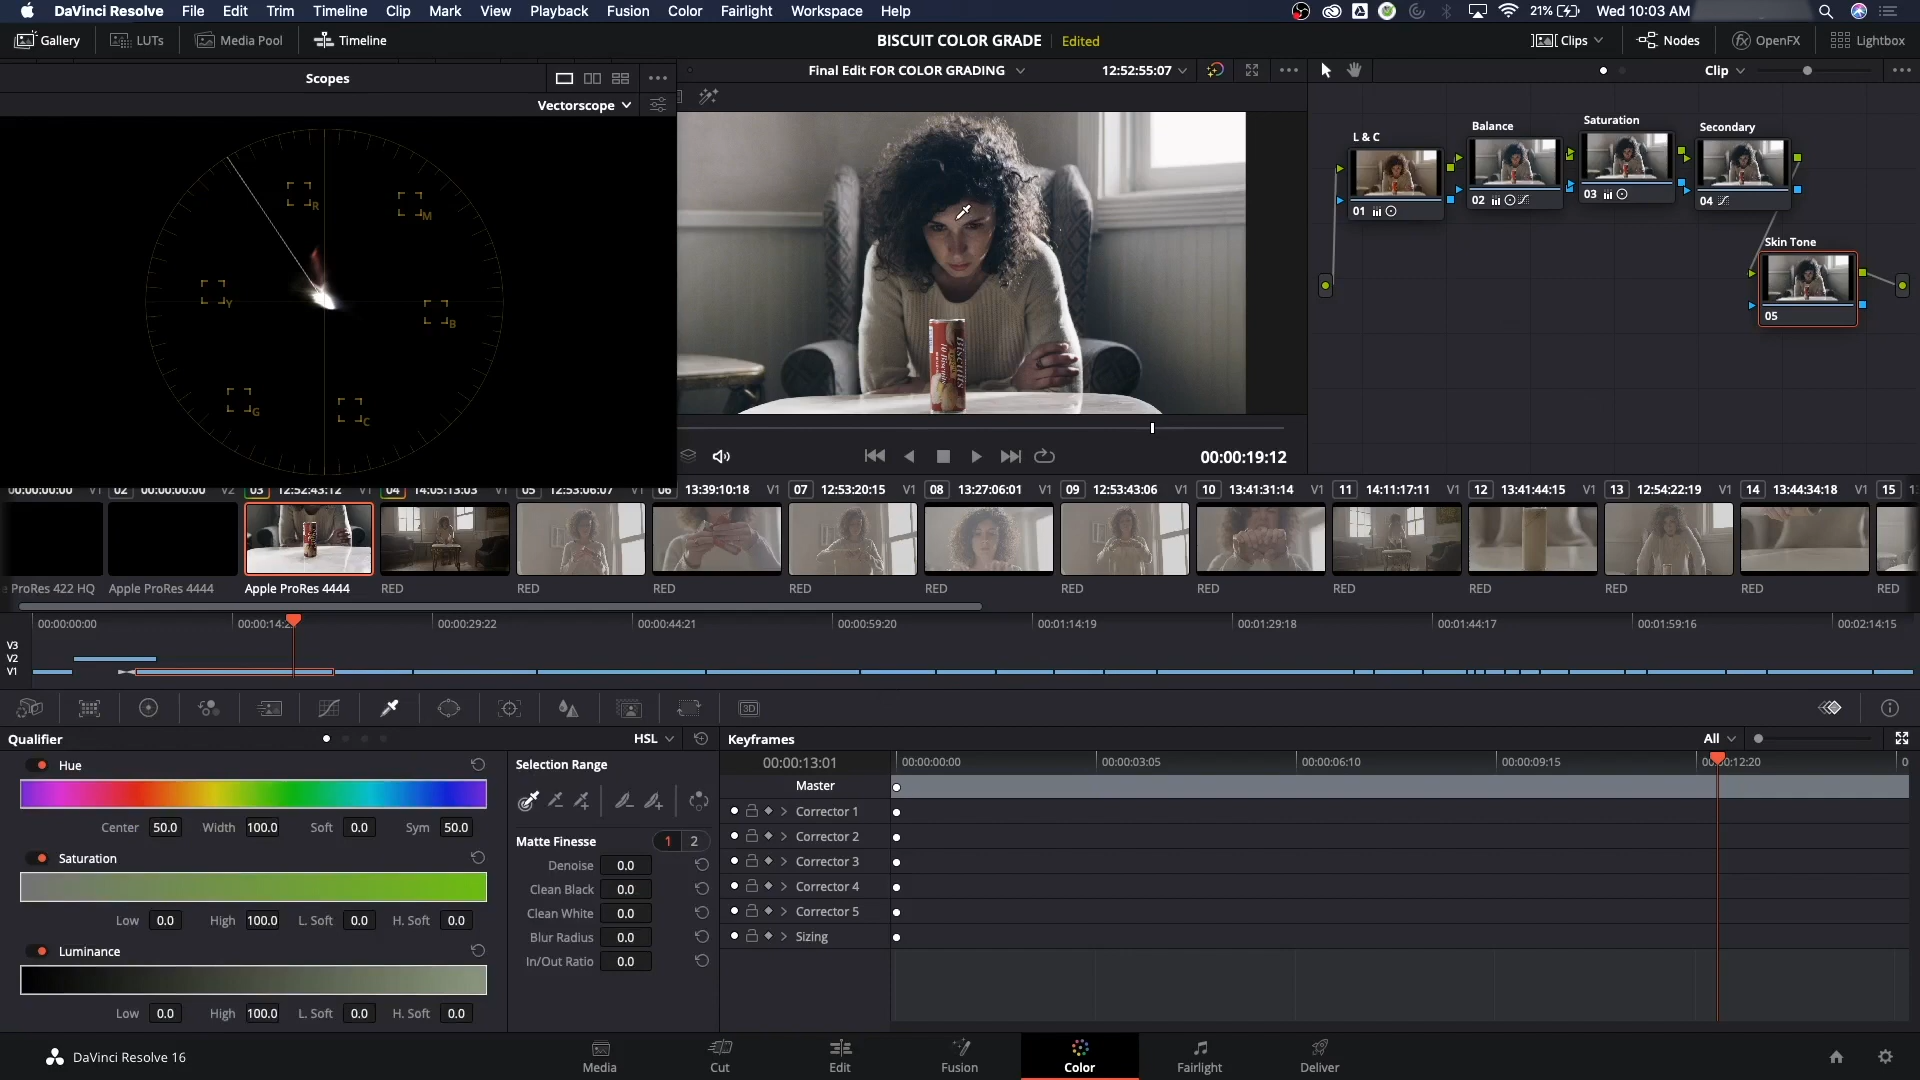 DaVinci Resolve File Edit Trim Timeline Clip Mark View Playback Fusion Color Fairlight Workspace Help 21% Wed 10:03 AM
Gallery LUTs Media Pool Timeline BISCUIT COLOR GRADE Edited Clips Nodes OpenFX Lightbox
Scopes Final Edit FOR COLOR GRADING 12:52:55:07 Clip
Vectorscope
R
M
Y
B
G
C
Biscuits
10 Biscuits
L & C
Balance
Saturation
Secondary
01
02
03
04
Skin Tone
05
00:00:19:12
00:00:00:00 V1 02 00:00:00:00 V2 03 12:52:43:12 V1 04 14:05:13:03 V1 05 12:53:06:07 V1 06 13:39:10:18 V1 07 12:53:20:15 V1 08 13:27:06:01 V1 09 12:53:43:06 V1 10 13:41:31:14 V1 11 14:11:17:11 V1 12 13:41:44:15 V1 13 12:54:22:19 V1 14 13:44:34:18 V1 15
e ProRes 422 HQ Apple ProRes 4444 Apple ProRes 4444 RED RED RED RED RED RED RED RED RED RED RED RED
00:00:00:00 00:00:14:2 00:00:29:22 00:00:44:21 00:00:59:20 00:01:14:19 00:01:29:18 00:01:44:17 00:01:59:16 00:02:14:15
V3
V2
V1
3D
Qualifier HSL
Hue
Center 50.0 Width 100.0 Soft 0.0 Sym 50.0
Saturation
Low 0.0 High 100.0 L. Soft 0.0 H. Soft 0.0
Luminance
Low 0.0 High 100.0 L. Soft 0.0 H. Soft 0.0
Selection Range
Matte Finesse 1 2
Denoise 0.0
Clean Black 0.0
Clean White 0.0
Blur Radius 0.0
In/Out Ratio 0.0
Keyframes All
00:00:13:01 00:00:00:00 00:00:03:05 00:00:06:10 00:00:09:15 00:00:12:20 0
Master
Corrector 1
Corrector 2
Corrector 3
Corrector 4
Corrector 5
Sizing
DaVinci Resolve 16 Media Cut Edit Fusion Color Fairlight Deliver